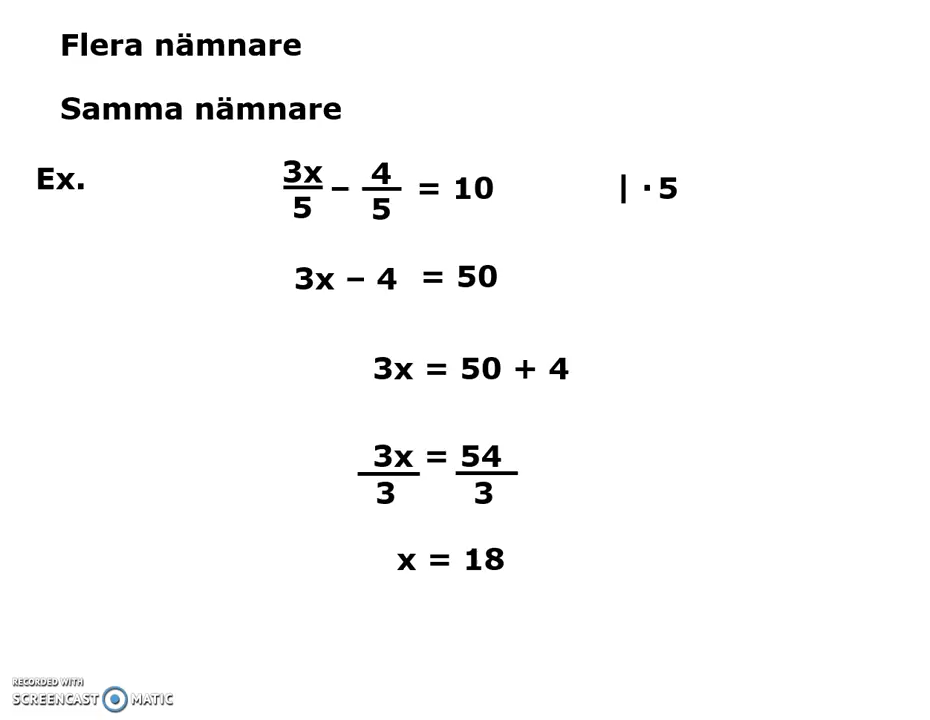 Flera nämnare
Samma nämnare
Ex. 3x/5 – 4/5 = 10 | · 5
3x – 4 = 50
3x = 50 + 4
3x/3 = 54/3
x = 18
RECORDED WITH
SCREENCAST MATIC